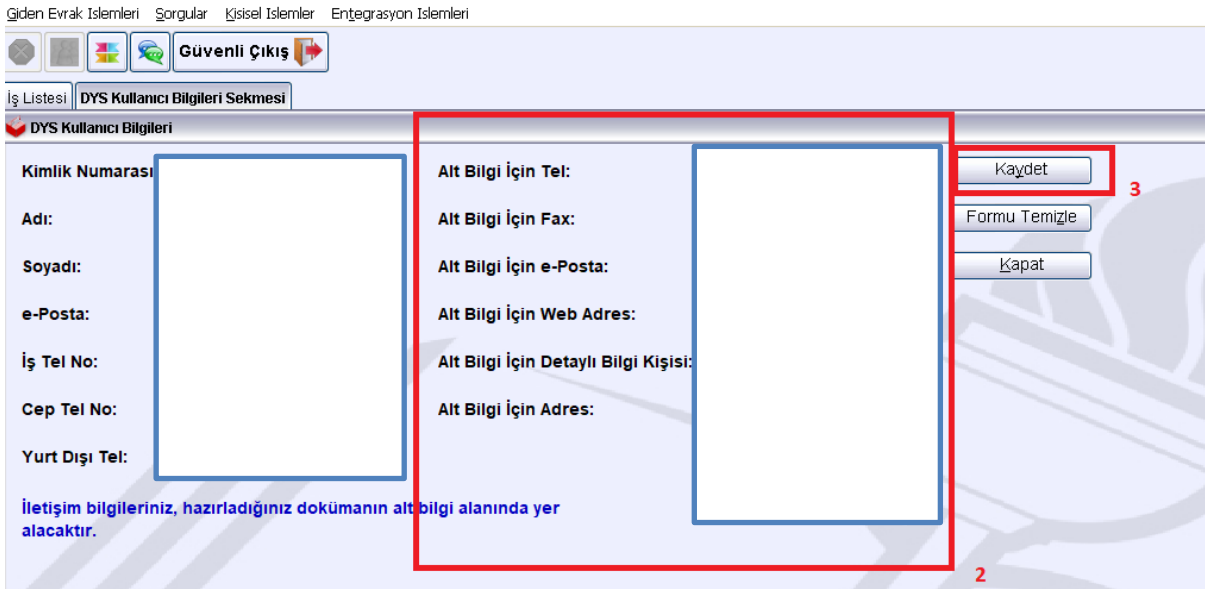 Giden Evrak Islemleri Sorgular Kisisel Islemler Entegrasyon Islemleri
Güvenli Çıkış
İş Listesi DYS Kullanıcı Bilgileri Sekmesi
DYS Kullanıcı Bilgileri
Kimlik Numarası Alt Bilgi İçin Tel: Kaydet
3
Adı: Alt Bilgi İçin Fax: Formu Temizle
Soyadı: Alt Bilgi İçin e-Posta: Kapat
e-Posta: Alt Bilgi İçin Web Adres:
İş Tel No: Alt Bilgi İçin Detaylı Bilgi Kişisi:
Cep Tel No: Alt Bilgi İçin Adres:
Yurt Dışı Tel:
İletişim bilgileriniz, hazırladığınız dokümanın alt bilgi alanında yer
alacaktır.
2